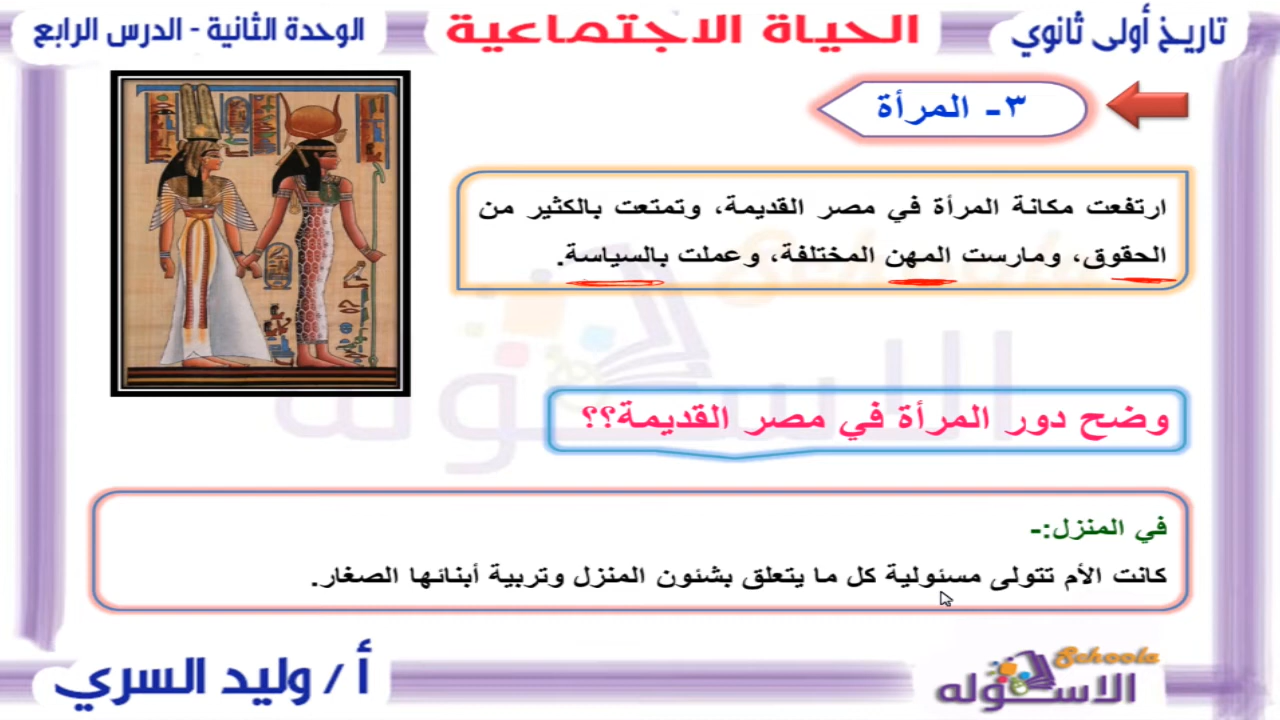 تاريخ أولى ثانوي
الحياة الاجتماعية
الوحدة الثانية - الدرس الرابع
٣- المرأة
ارتفعت مكانة المرأة في مصر القديمة، وتمتعت بالكثير من
الحقوق، ومارست المهن المختلفة، وعملت بالسياسة.
وضح دور المرأة في مصر القديمة؟؟
في المنزل:-
كانت الأم تتولى مسئولية كل ما يتعلق بشئون المنزل وتربية أبنائها الصغار.
أ / وليد السري
Schools
الاسكوله